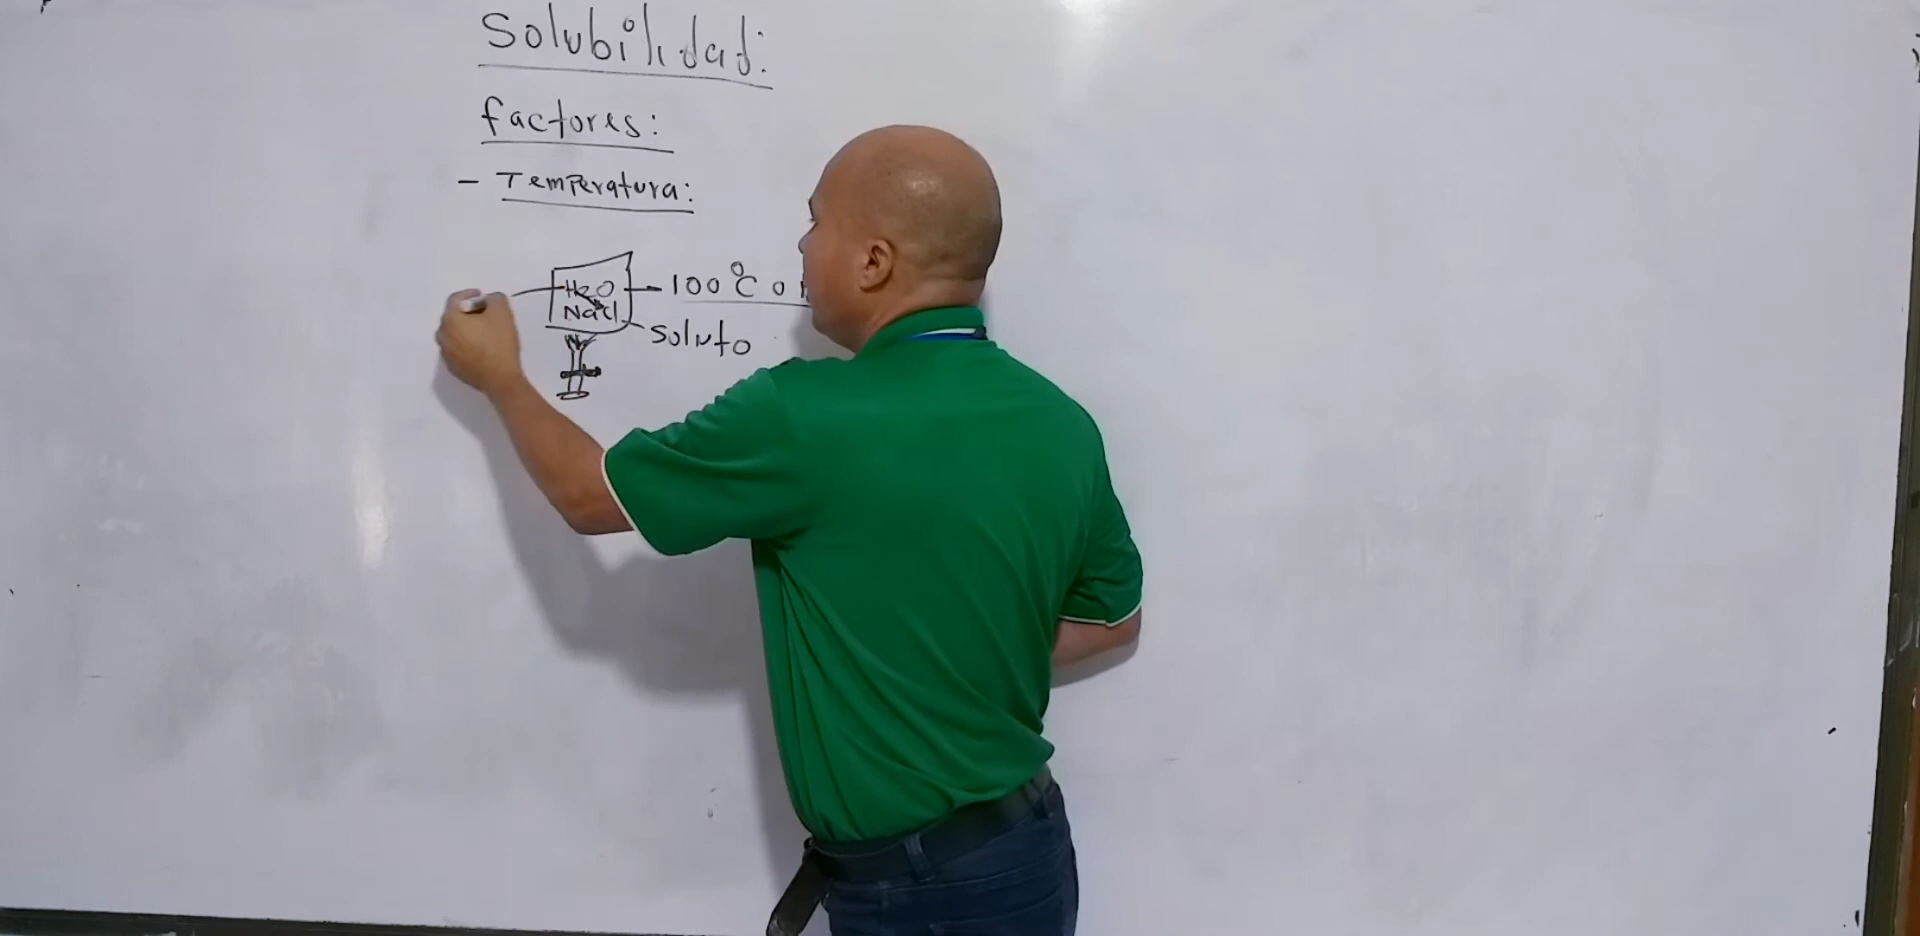 Solubilidad:
factores:
- Temperatura:
H2O
100°C o
NaCl
soluto